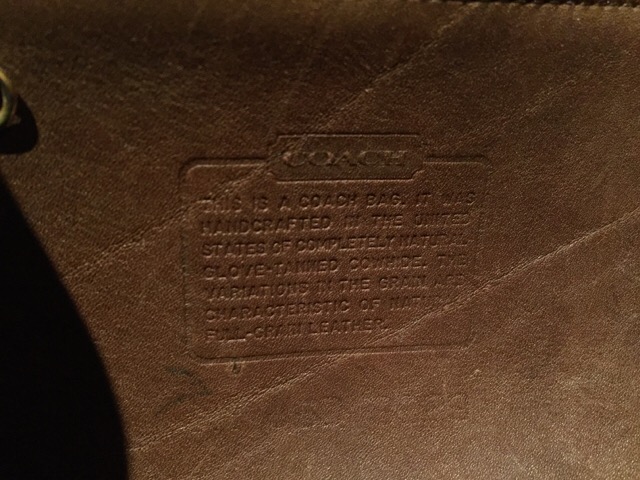 COACH
THIS IS A COACH BAG. IT WAS
HANDCRAFTED IN THE UNITED
STATES OF COMPLETELY NATURAL
GLOVE-TANNED COWHIDE. THE
VARIATIONS IN THE GRAIN ARE
CHARACTERISTIC OF NATURAL
FULL-GRAIN LEATHER.